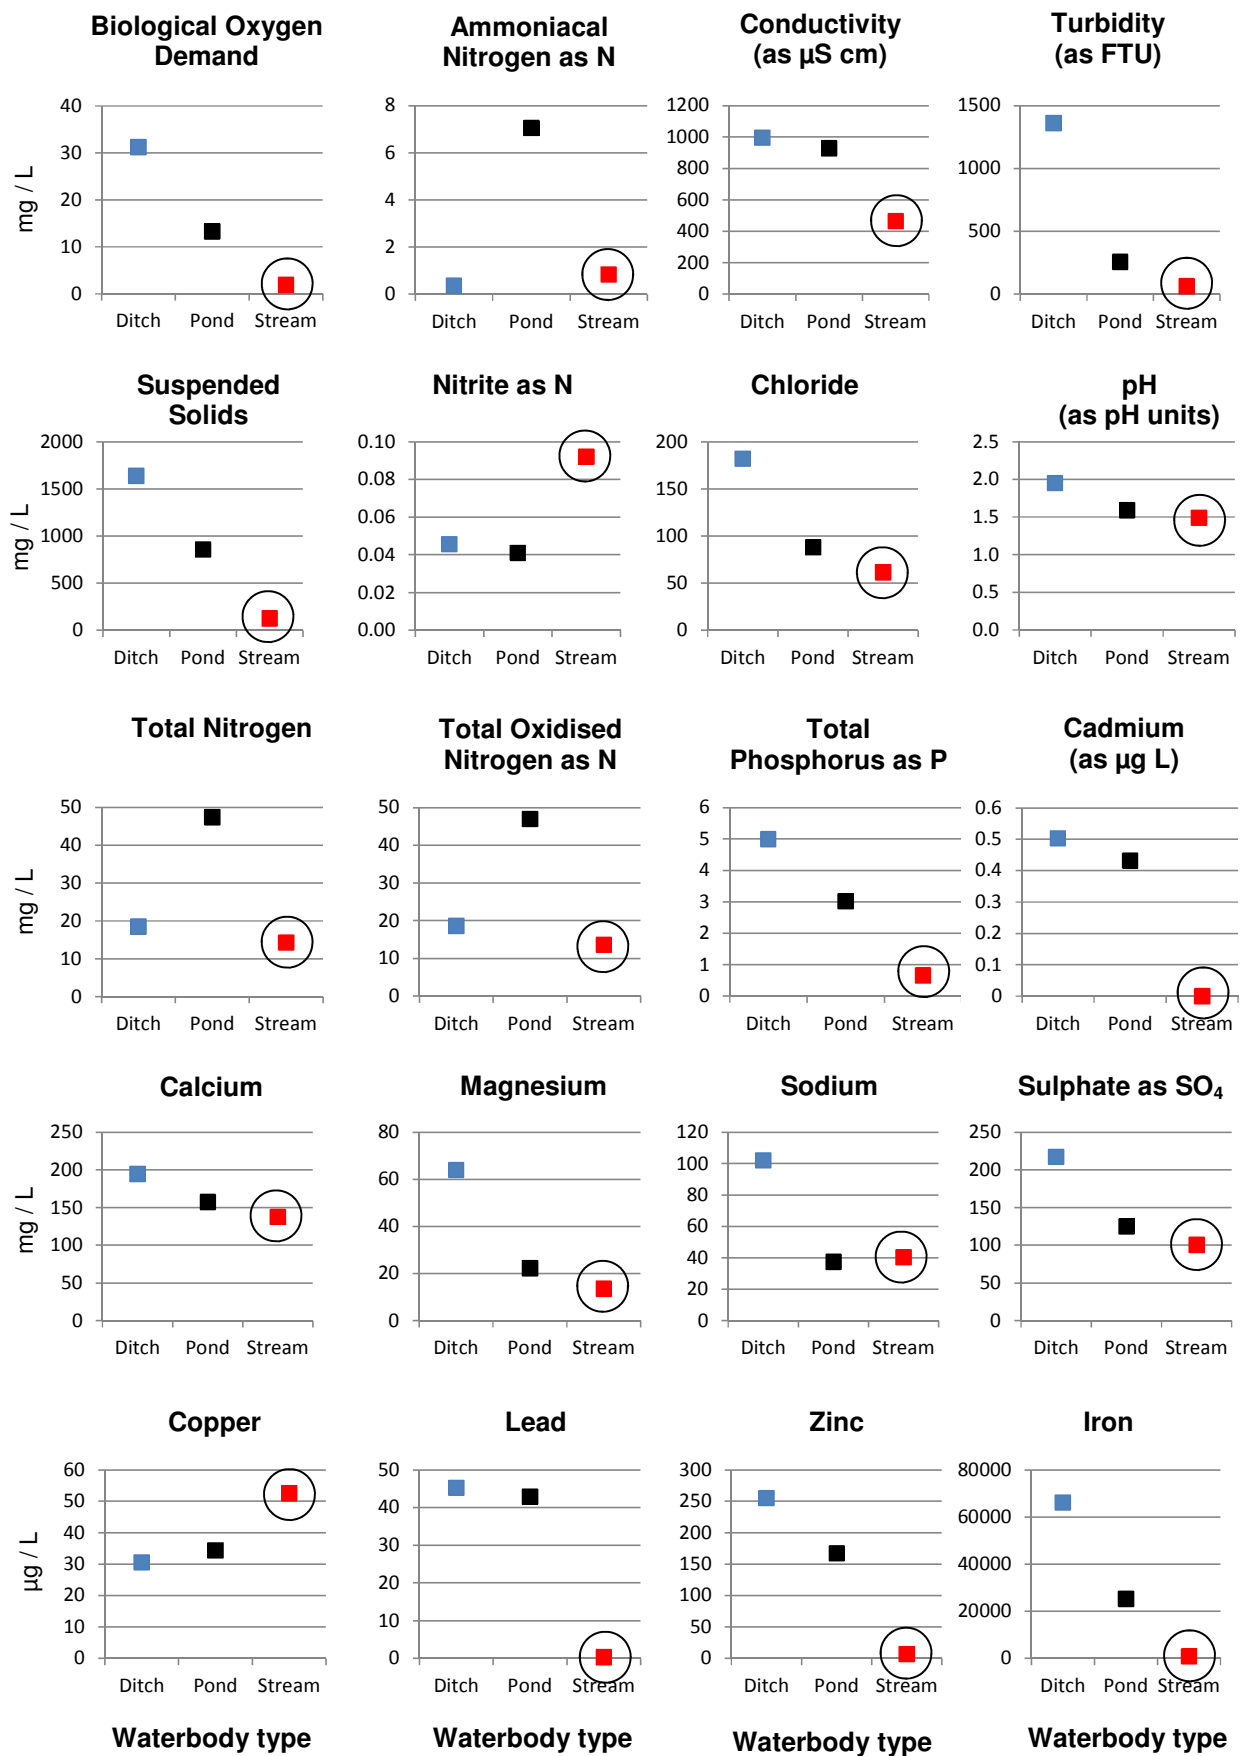 Biological Oxygen
Demand
Ammoniacal
Nitrogen as N
Conductivity
(as µS cm)
Turbidity
(as FTU)
mg / L
40
30
20
10
0
Ditch Pond Stream
8
6
4
2
0
Ditch Pond Stream
1200
1000
800
600
400
200
0
Ditch Pond Stream
1500
1000
500
0
Ditch Pond Stream
Suspended
Solids
Nitrite as N
Chloride
pH
(as pH units)
mg / L
2000
1500
1000
500
0
Ditch Pond Stream
0.10
0.08
0.06
0.04
0.02
0.00
Ditch Pond Stream
200
150
100
50
0
Ditch Pond Stream
2.5
2.0
1.5
1.0
0.5
0.0
Ditch Pond Stream
Total Nitrogen
Total Oxidised
Nitrogen as N
Total
Phosphorus as P
Cadmium
(as µg L)
mg / L
50
40
30
20
10
0
Ditch Pond Stream
50
40
30
20
10
0
Ditch Pond Stream
6
5
4
3
2
1
0
Ditch Pond Stream
0.6
0.5
0.4
0.3
0.2
0.1
0
Ditch Pond Stream
Calcium
Magnesium
Sodium
Sulphate as SO₄
mg / L
250
200
150
100
50
0
Ditch Pond Stream
80
60
40
20
0
Ditch Pond Stream
120
100
80
60
40
20
0
Ditch Pond Stream
250
200
150
100
50
0
Ditch Pond Stream
Copper
Lead
Zinc
Iron
µg / L
60
50
40
30
20
10
0
Ditch Pond Stream
50
40
30
20
10
0
Ditch Pond Stream
300
250
200
150
100
50
0
Ditch Pond Stream
80000
60000
40000
20000
0
Ditch Pond Stream
Waterbody type
Waterbody type
Waterbody type
Waterbody type